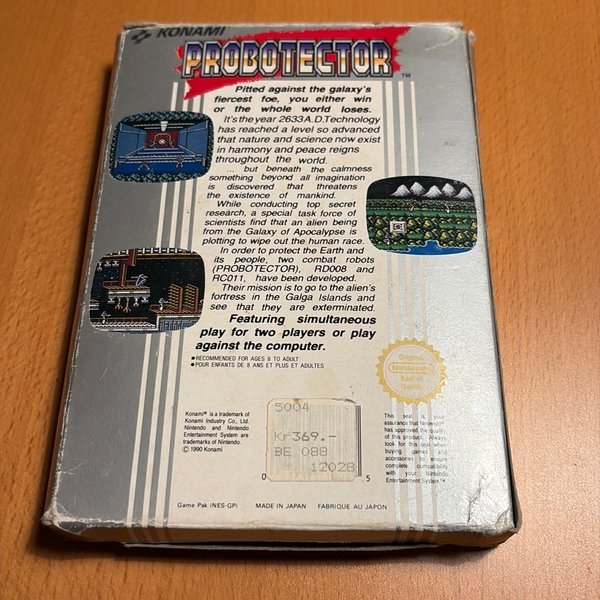 KONAMI
PROBOTECTOR
TM
Pitted against the galaxy's
fiercest foe, you either win
or the whole world loses.
It's the year 2633 A.D. Technology
has reached a level so advanced
that nature and science now exist
in harmony and peace reigns
throughout the world.
... but beneath the calmness
something beyond all imagination
is discovered that threatens
the existence of mankind.
While conducting top secret
research, a special task force of
scientists find that an alien being
from the Galaxy of Apocalypse is
plotting to wipe out the human race.
In order to protect the Earth and
its people, two combat robots
(PROBOTECTOR), RD008 and
RC011, have been developed.
Their mission is to go to the alien's
fortress in the Galga Islands and
see that they are exterminated.
Featuring simultaneous
play for two players or play
against the computer.
● RECOMMENDED FOR AGES 8 TO ADULT
● POUR ENFANTS DE 8 ANS ET PLUS ET ADULTES
Original
Nintendo
Seal of
Quality
Konami® is a trademark of
Konami Industry Co., Ltd.
Nintendo and Nintendo
Entertainment System are
trademarks of Nintendo.
© 1990 Konami
5004
Kr 369.-
BE 088
12028
0
5
This seal is your
assurance that Nintendo®
has approved the quality
of this product. Always
look for this seal when
buying games and
accessories to ensure
complete compatibility
with your Nintendo
Entertainment System.™
Game Pak (NES-GP)
MADE IN JAPAN
FABRIQUE AU JAPON